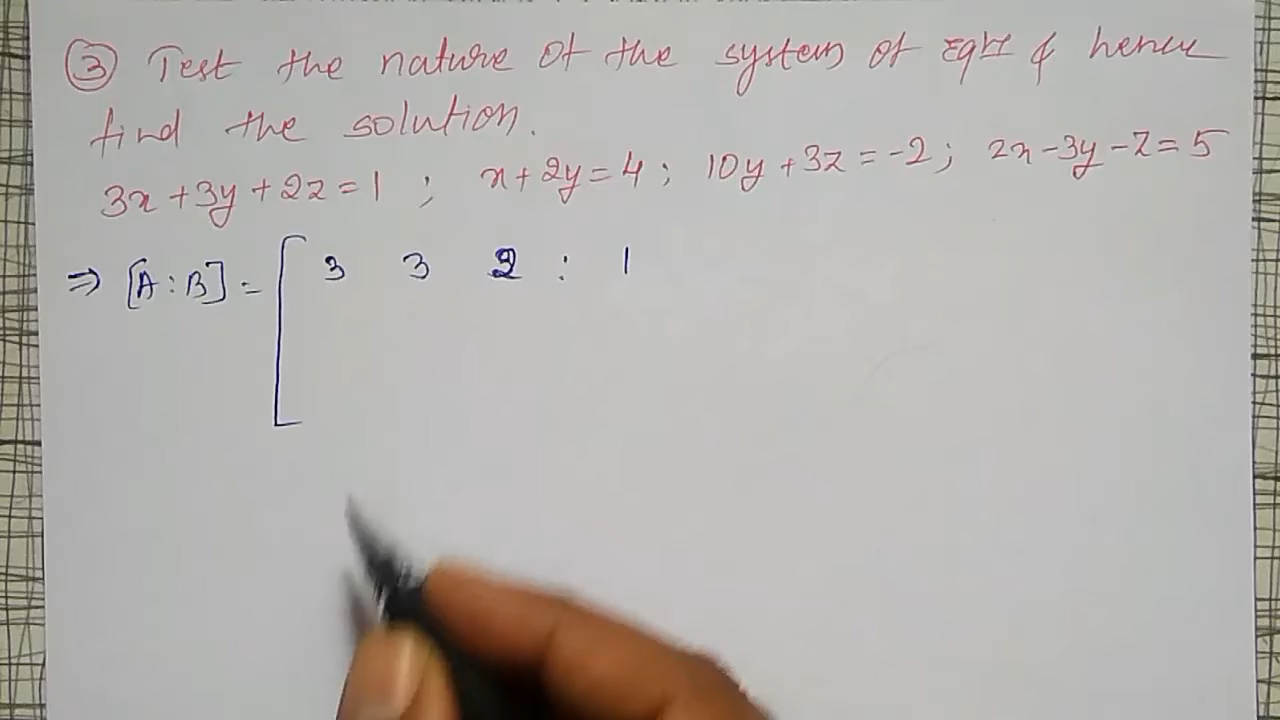 ③ Test the nature of the system of Eqns & hence
find the solution.
3x + 3y + 2z = 1 ; x + 2y = 4 ; 10y + 3z = -2 ; 2x - 3y - z = 5
⇒ [A : B] = [ 3 3 2 : 1